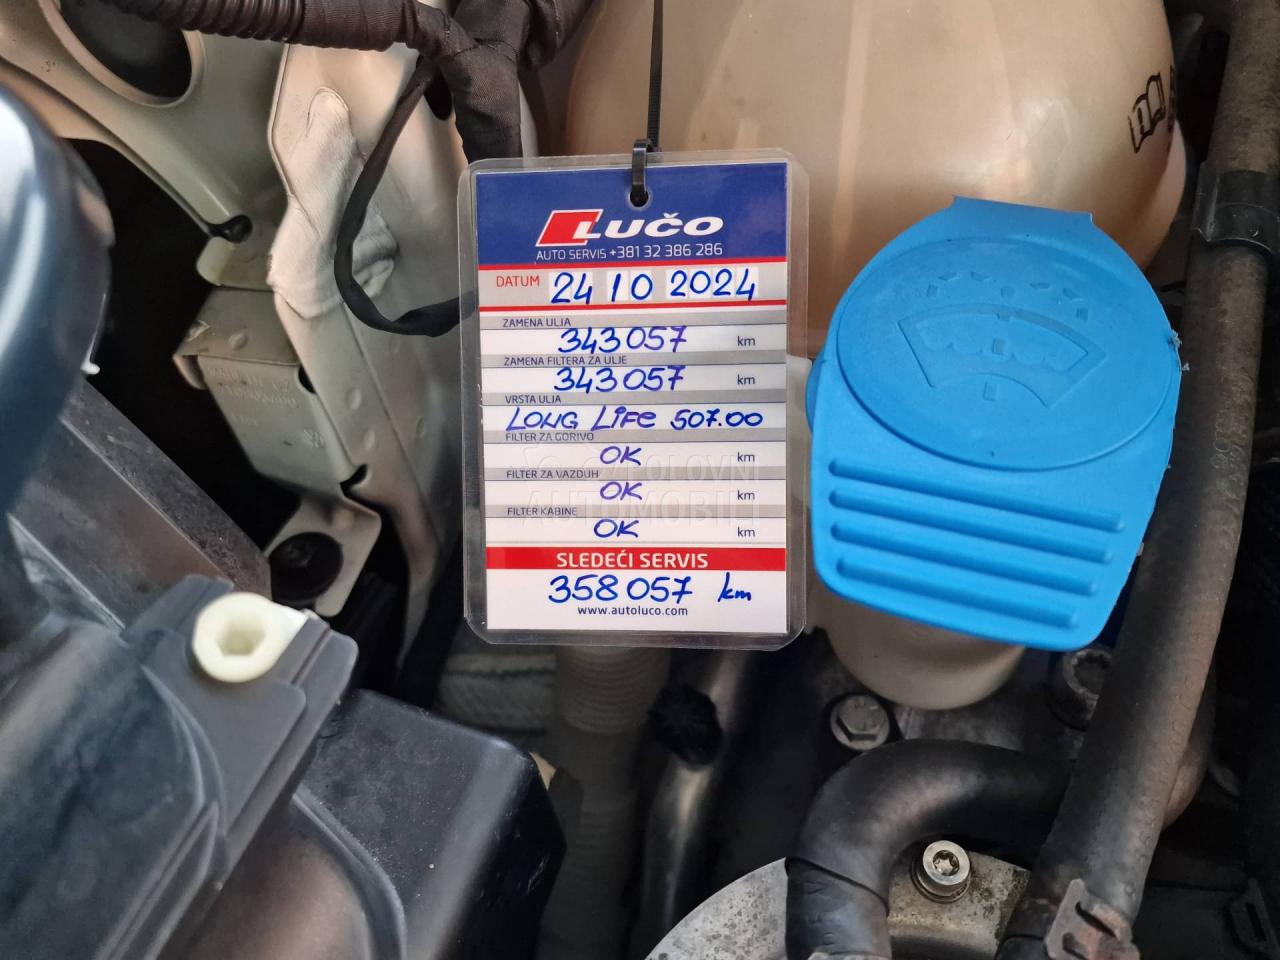 LUČO
AUTO SERVIS +381 32 386 286
DATUM 24 10 2024
ZAMENA ULJA
343057 km
ZAMENA FILTERA ZA ULJE
343057 km
VRSTA ULJA
LONG LIFE 507.00
FILTER ZA GORIVO
OK km
FILTER ZA VAZDUH
OK km
POLOVNI
AUTOMOBILI
FILTER KABINE
OK km
SLEDEĆI SERVIS
358057 km
www.autoluco.com